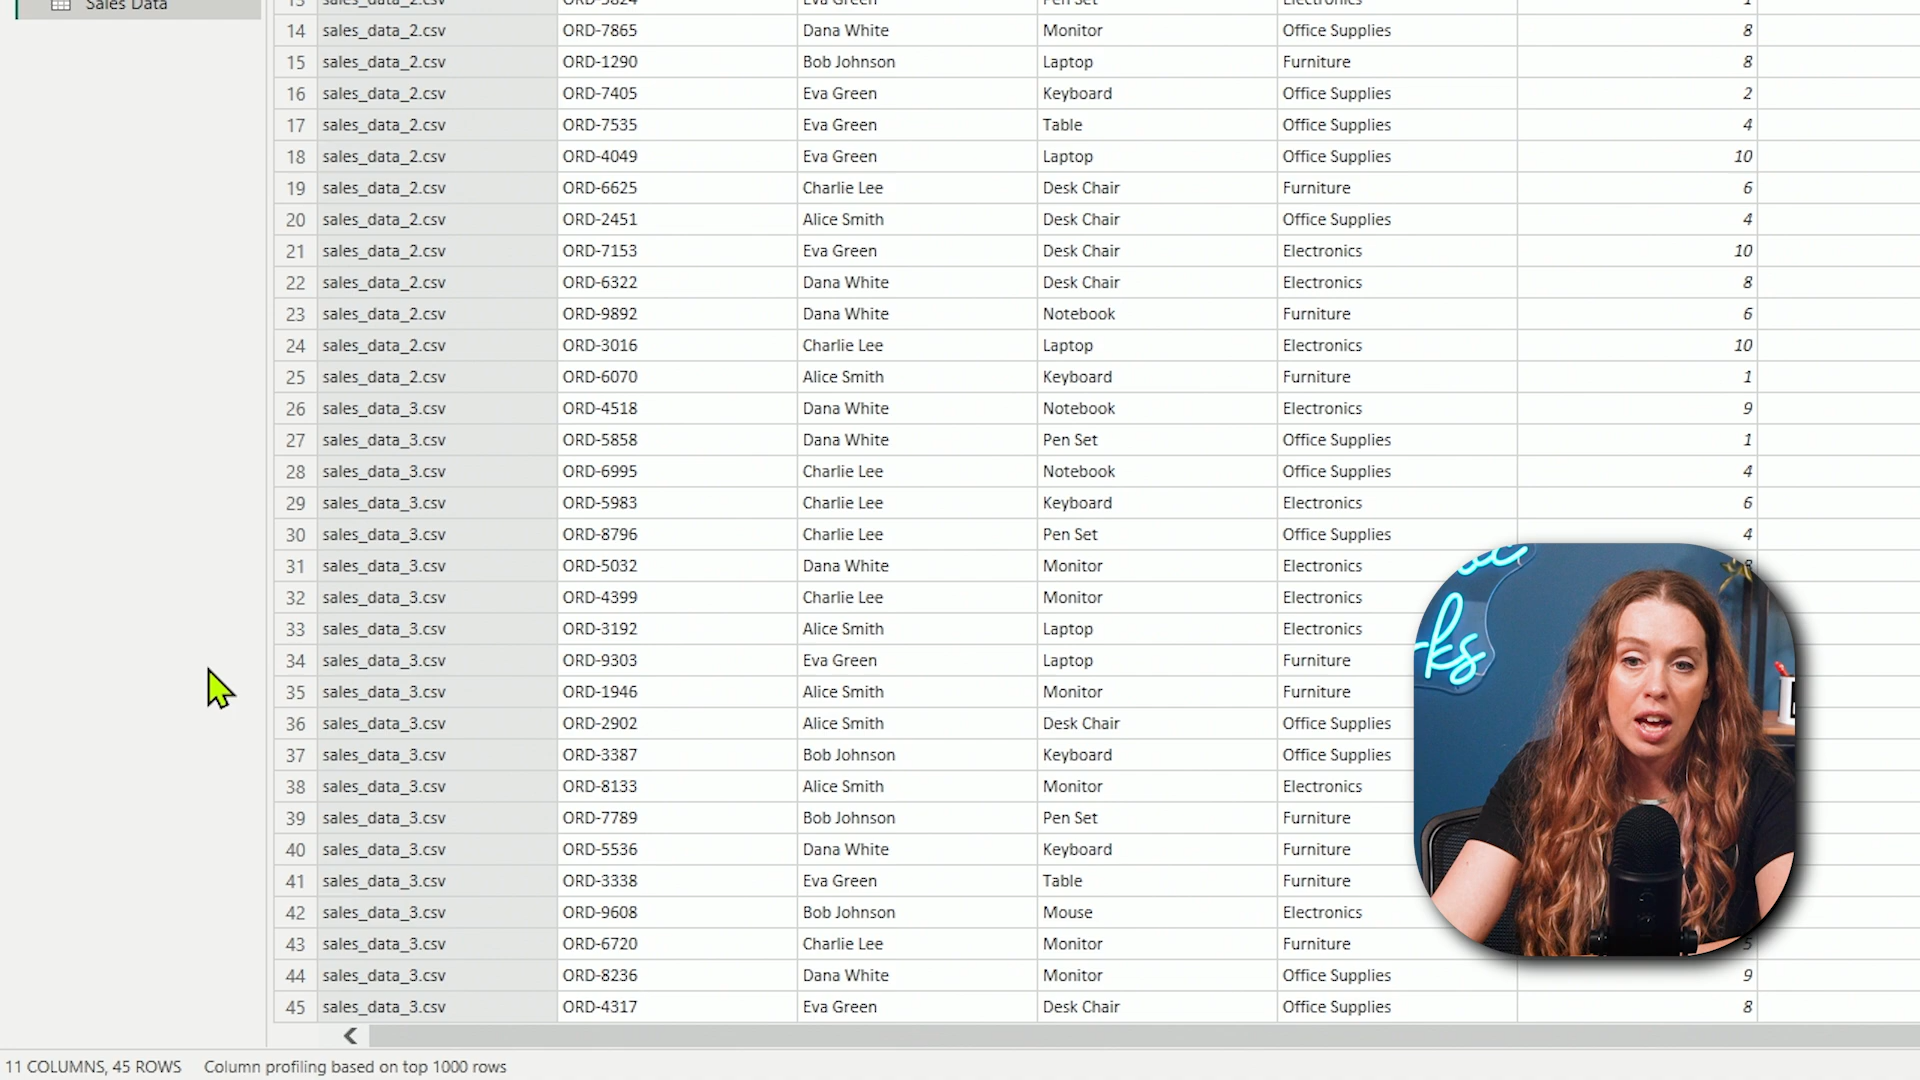 Sales Data
13 sales_data_2.csv ORD-5824 Eva Green Pen Set Electronics 1
14 sales_data_2.csv ORD-7865 Dana White Monitor Office Supplies 8
15 sales_data_2.csv ORD-1290 Bob Johnson Laptop Furniture 8
16 sales_data_2.csv ORD-7405 Eva Green Keyboard Office Supplies 2
17 sales_data_2.csv ORD-7535 Eva Green Table Office Supplies 4
18 sales_data_2.csv ORD-4049 Eva Green Laptop Office Supplies 10
19 sales_data_2.csv ORD-6625 Charlie Lee Desk Chair Furniture 6
20 sales_data_2.csv ORD-2451 Alice Smith Desk Chair Office Supplies 4
21 sales_data_2.csv ORD-7153 Eva Green Desk Chair Electronics 10
22 sales_data_2.csv ORD-6322 Dana White Desk Chair Electronics 8
23 sales_data_2.csv ORD-9892 Dana White Notebook Furniture 6
24 sales_data_2.csv ORD-3016 Charlie Lee Laptop Electronics 10
25 sales_data_2.csv ORD-6070 Alice Smith Keyboard Furniture 1
26 sales_data_3.csv ORD-4518 Dana White Notebook Electronics 9
27 sales_data_3.csv ORD-5858 Dana White Pen Set Office Supplies 1
28 sales_data_3.csv ORD-6995 Charlie Lee Notebook Office Supplies 4
29 sales_data_3.csv ORD-5983 Charlie Lee Keyboard Electronics 6
30 sales_data_3.csv ORD-8796 Charlie Lee Pen Set Office Supplies 4
31 sales_data_3.csv ORD-5032 Dana White Monitor Electronics
32 sales_data_3.csv ORD-4399 Charlie Lee Monitor Electronics
33 sales_data_3.csv ORD-3192 Alice Smith Laptop Electronics
34 sales_data_3.csv ORD-9303 Eva Green Laptop Furniture
35 sales_data_3.csv ORD-1946 Alice Smith Monitor Furniture
36 sales_data_3.csv ORD-2902 Alice Smith Desk Chair Office Supplies
37 sales_data_3.csv ORD-3387 Bob Johnson Keyboard Office Supplies
38 sales_data_3.csv ORD-8133 Alice Smith Monitor Electronics
39 sales_data_3.csv ORD-7789 Bob Johnson Pen Set Furniture
40 sales_data_3.csv ORD-5536 Dana White Keyboard Furniture
41 sales_data_3.csv ORD-3338 Eva Green Table Furniture
42 sales_data_3.csv ORD-9608 Bob Johnson Mouse Electronics
43 sales_data_3.csv ORD-6720 Charlie Lee Monitor Furniture 5
44 sales_data_3.csv ORD-8236 Dana White Monitor Office Supplies 9
45 sales_data_3.csv ORD-4317 Eva Green Desk Chair Office Supplies 8
rks
11 COLUMNS, 45 ROWS Column profiling based on top 1000 rows